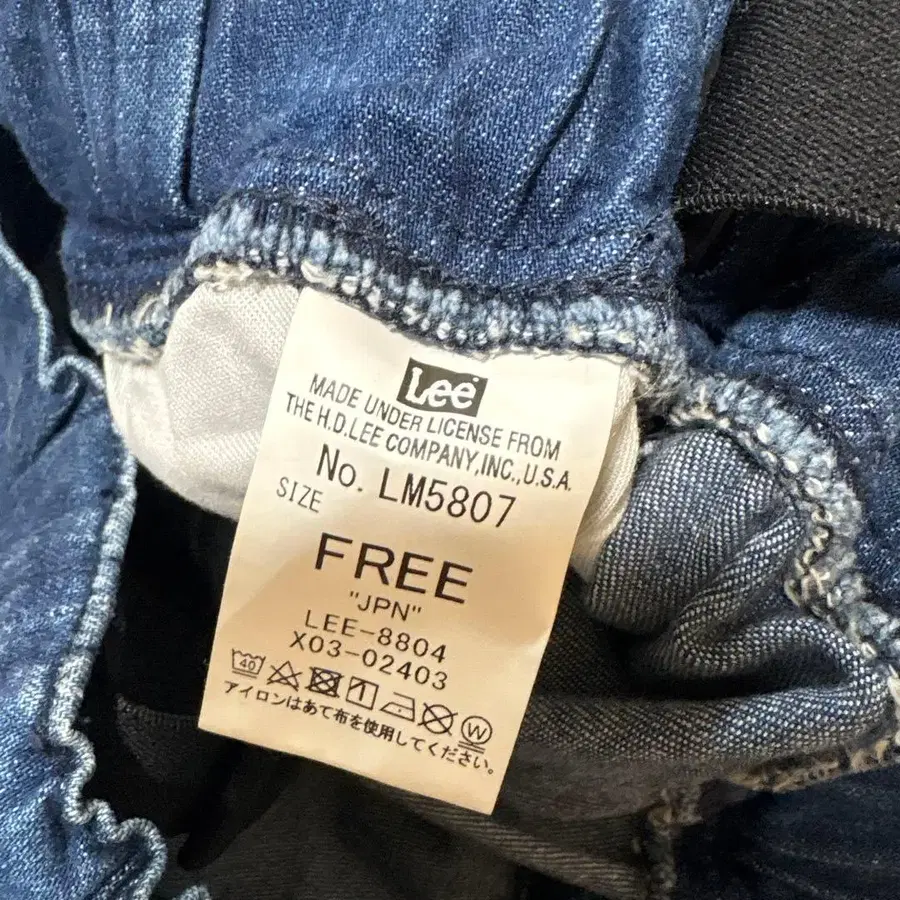 Lee
MADE UNDER LICENSE FROM
THE H.D.LEE COMPANY,INC.,U.S.A.
No. LM5807
SIZE
FREE
"JPN"
LEE-8804
X03-02403
40
W
アイロンはあて布を使用してください。